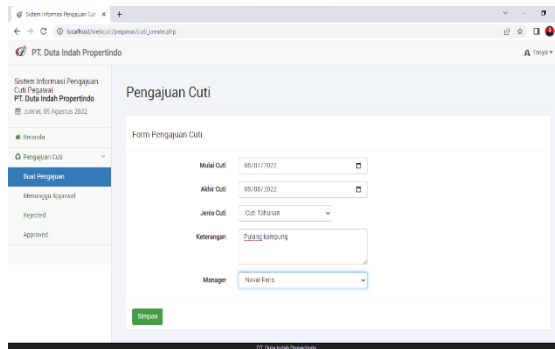 Sistem Informasi Pengajuan Cuti
localhost/webcuti/pegawai/cuti_create.php
PT. Duta Indah Propertindo
Tasya
Sistem Informasi Pengajuan
Cuti Pegawai
PT. Duta Indah Propertindo
Jum'at, 05 Agustus 2022
Beranda
Pengajuan Cuti
Buat Pengajuan
Menunggu Approval
Rejected
Approved
Pengajuan Cuti
Form Pengajuan Cuti
Mulai Cuti 08/07/2022
Akhir Cuti 08/08/2022
Jenis Cuti Cuti Tahunan
Keterangan Pulang kampung
Manager Noval Faris
Simpan
PT. Duta Indah Propertindo